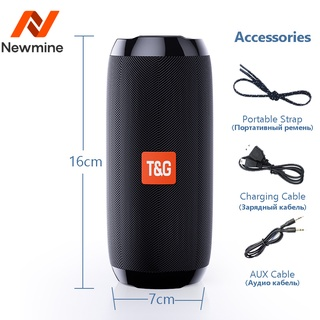 Newmine
Accessories
Portable Strap
(Портативный ремень)
16cm
T&G
Charging Cable
(Зарядный кабель)
AUX Cable
(Аудио кабель)
7cm